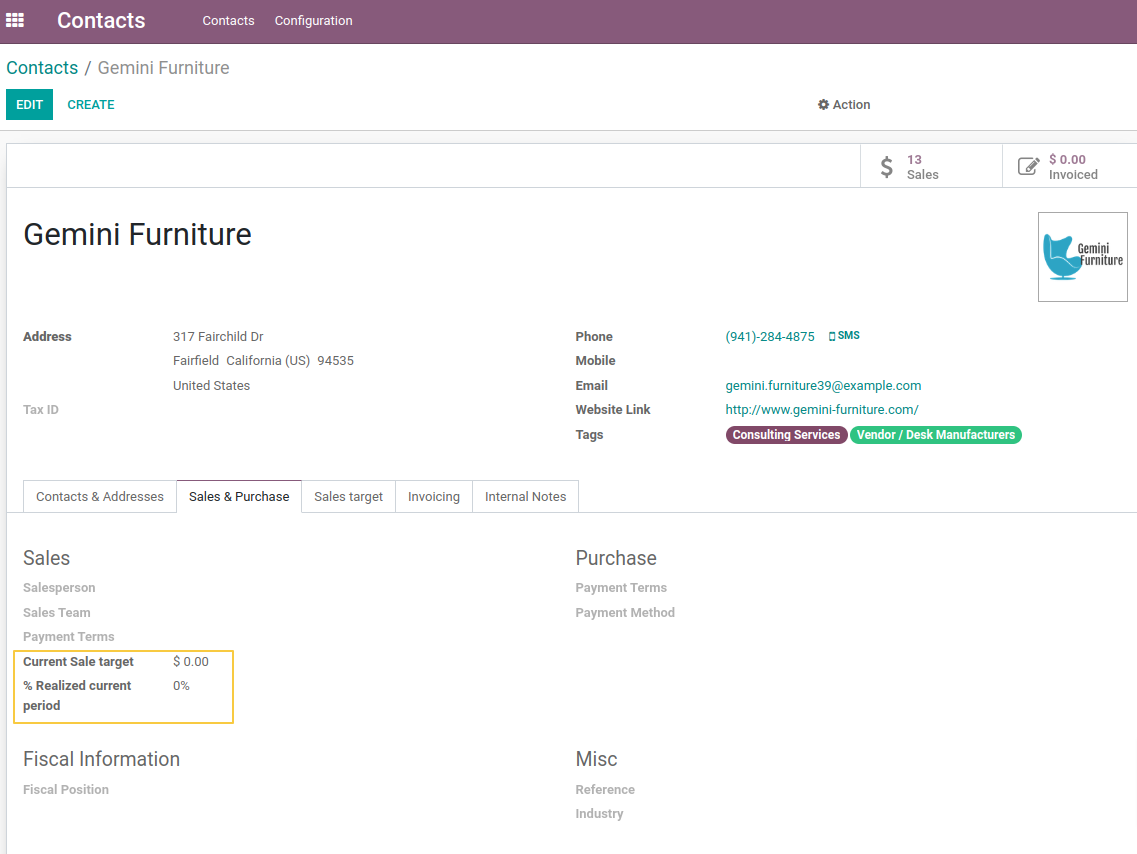 Contacts Contacts Configuration
Contacts / Gemini Furniture
EDIT CREATE Action
13
Sales
$ 0.00
Invoiced
Gemini Furniture
Gemini
Furniture
Address 317 Fairchild Dr
Fairfield California (US) 94535
United States
Tax ID
Phone (941)-284-4875 SMS
Mobile
Email gemini.furniture39@example.com
Website Link http://www.gemini-furniture.com/
Tags Consulting Services Vendor / Desk Manufacturers
Contacts & Addresses Sales & Purchase Sales target Invoicing Internal Notes
Sales
Salesperson
Sales Team
Payment Terms
Current Sale target $ 0.00
% Realized current 0%
period
Purchase
Payment Terms
Payment Method
Fiscal Information
Fiscal Position
Misc
Reference
Industry